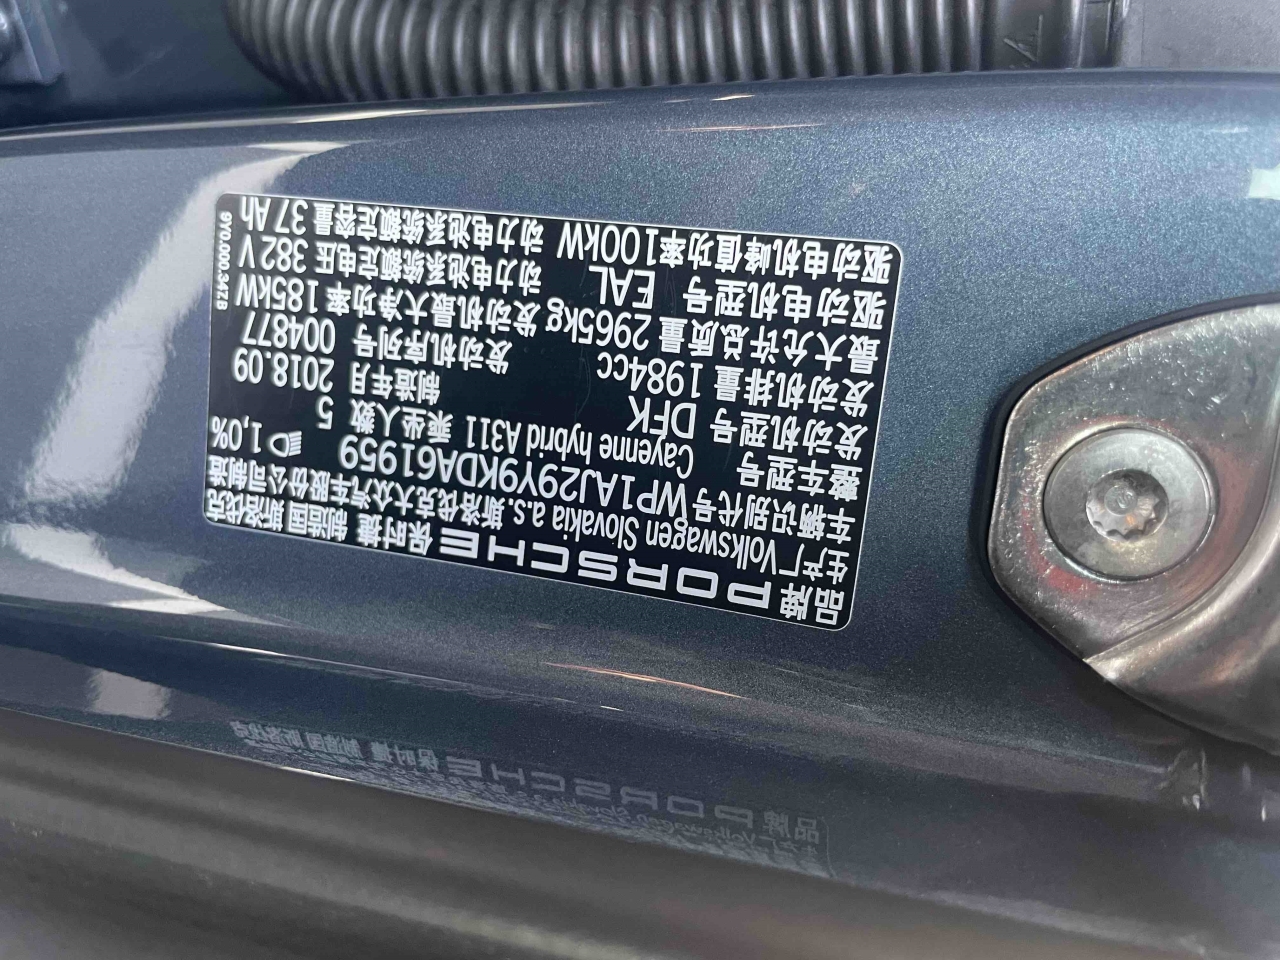 品牌 PORSCHE 保时捷 制造国 斯洛伐克
生产厂 Volkswagen Slovakia a.s. 斯洛伐克大众汽车股份公司制造
车辆识别代号 WP1AJ29Y9KDA61959 1,0%
整车型号 Cayenne hybrid A311 乘坐人数 5
发动机型号 DFK 制造年月 2018.09
发动机排量 1984cc 发动机序列号 004877
最大允许总质量 2965kg 发动机最大净功率 185kW
驱动电机型号 EAL 动力电池系统额定电压 382V
驱动电机峰值功率 100kW 动力电池系统额定容量 37Ah
9Y0.000.347.B